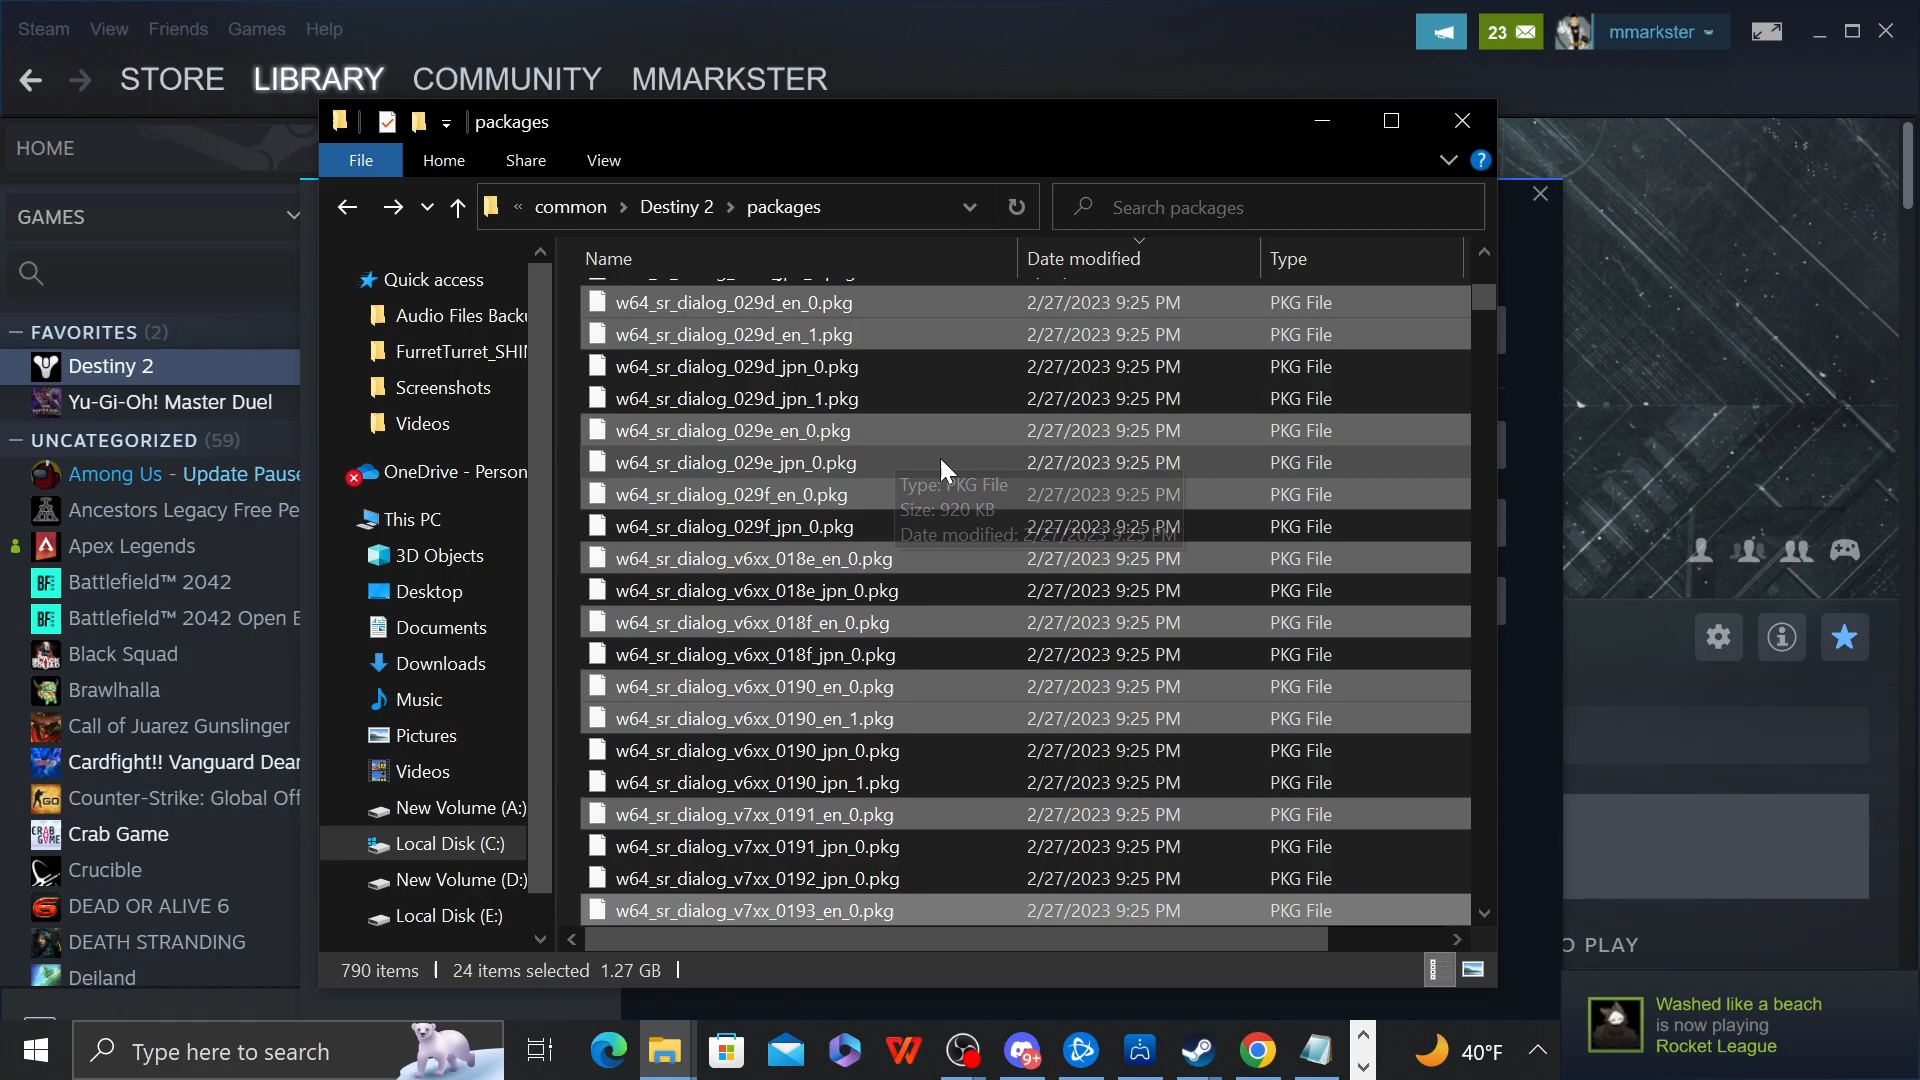 Steam View Friends Games Help
23 mmarkster
STORE LIBRARY COMMUNITY MMARKSTER
packages
HOME
File Home Share View
?
GAMES
« common > Destiny 2 > packages
Search packages
Name Date modified Type
Quick access
Audio Files Backu
FurretTurret_SHI
Screenshots
Videos
OneDrive - Person
This PC
3D Objects
Desktop
Documents
Downloads
Music
Pictures
Videos
New Volume (A:)
Local Disk (C:)
New Volume (D:)
Local Disk (E:)
FAVORITES (2)
Destiny 2
Yu-Gi-Oh! Master Duel
UNCATEGORIZED (59)
Among Us - Update Pause
Ancestors Legacy Free Pe
Apex Legends
Battlefield™ 2042
Battlefield™ 2042 Open B
Black Squad
Brawlhalla
Call of Juarez Gunslinger
Cardfight!! Vanguard Dear
Counter-Strike: Global Off
Crab Game
Crucible
DEAD OR ALIVE 6
DEATH STRANDING
Deiland
w64_sr_dialog_029d_en_0.pkg 2/27/2023 9:25 PM PKG File
w64_sr_dialog_029d_en_1.pkg 2/27/2023 9:25 PM PKG File
w64_sr_dialog_029d_jpn_0.pkg 2/27/2023 9:25 PM PKG File
w64_sr_dialog_029d_jpn_1.pkg 2/27/2023 9:25 PM PKG File
w64_sr_dialog_029e_en_0.pkg 2/27/2023 9:25 PM PKG File
w64_sr_dialog_029e_jpn_0.pkg 2/27/2023 9:25 PM PKG File
w64_sr_dialog_029f_en_0.pkg 2/27/2023 9:25 PM PKG File
w64_sr_dialog_029f_jpn_0.pkg 2/27/2023 9:25 PM PKG File
w64_sr_dialog_v6xx_018e_en_0.pkg 2/27/2023 9:25 PM PKG File
w64_sr_dialog_v6xx_018e_jpn_0.pkg 2/27/2023 9:25 PM PKG File
w64_sr_dialog_v6xx_018f_en_0.pkg 2/27/2023 9:25 PM PKG File
w64_sr_dialog_v6xx_018f_jpn_0.pkg 2/27/2023 9:25 PM PKG File
w64_sr_dialog_v6xx_0190_en_0.pkg 2/27/2023 9:25 PM PKG File
w64_sr_dialog_v6xx_0190_en_1.pkg 2/27/2023 9:25 PM PKG File
w64_sr_dialog_v6xx_0190_jpn_0.pkg 2/27/2023 9:25 PM PKG File
w64_sr_dialog_v6xx_0190_jpn_1.pkg 2/27/2023 9:25 PM PKG File
w64_sr_dialog_v7xx_0191_en_0.pkg 2/27/2023 9:25 PM PKG File
w64_sr_dialog_v7xx_0191_jpn_0.pkg 2/27/2023 9:25 PM PKG File
w64_sr_dialog_v7xx_0192_jpn_0.pkg 2/27/2023 9:25 PM PKG File
w64_sr_dialog_v7xx_0193_en_0.pkg 2/27/2023 9:25 PM PKG File
Type: PKG File
Size: 920 KB
Date modified: 2/27/2023 9:25 PM
790 items 24 items selected 1.27 GB
O PLAY
Washed like a beach
is now playing
Rocket League
Type here to search
9+
40°F